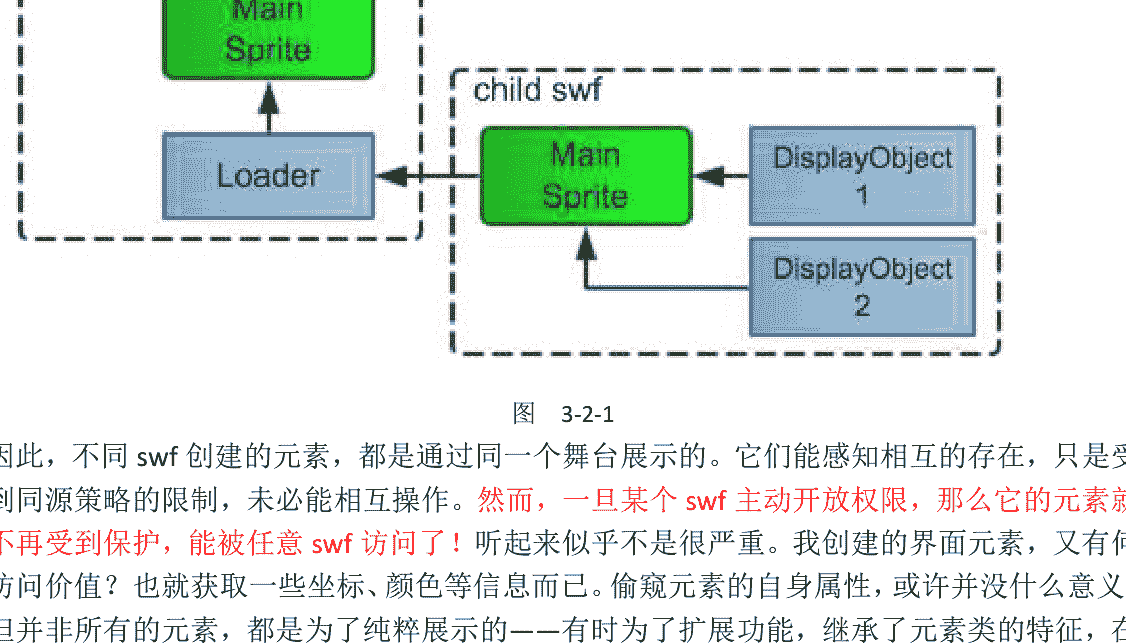 Main
Sprite
child swf
Loader
Main
Sprite
DisplayObject
1
DisplayObject
2
图 3-2-1
因此，不同 swf 创建的元素，都是通过同一个舞台展示的。它们能感知相互的存在，只是受
到同源策略的限制，未必能相互操作。然而，一旦某个 swf 主动开放权限，那么它的元素就
不再受到保护，能被任意 swf 访问了！听起来似乎不是很严重。我创建的界面元素，又有何
访问价值？也就获取一些坐标、颜色等信息而已。偷窥元素的自身属性，或许并没什么意义
但并非所有的元素，都是为了纯粹展示的——有时为了扩展功能，继承了元素类的特征，在